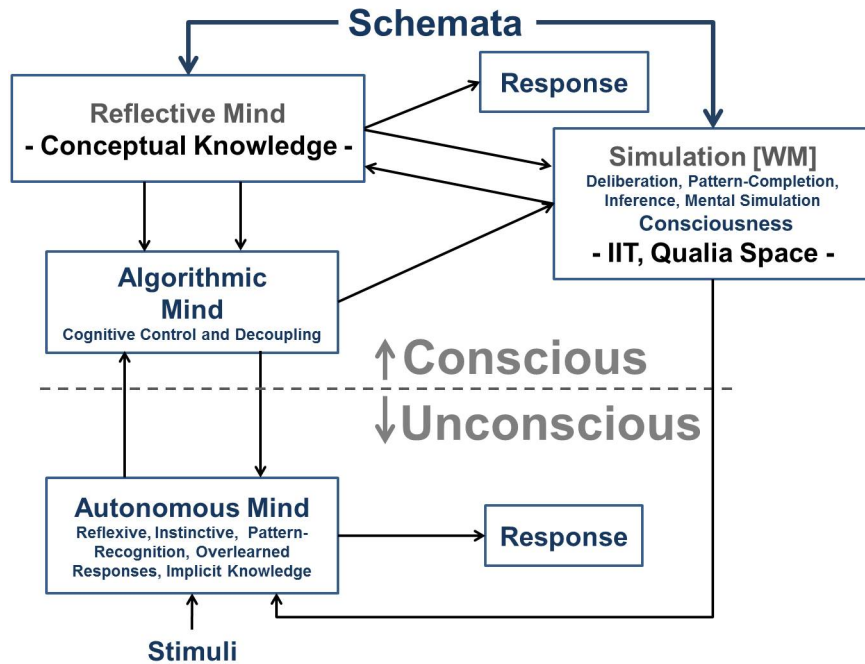 Schemata
Reflective Mind
- Conceptual Knowledge -
Response
Simulation [WM]
Deliberation, Pattern-Completion,
Inference, Mental Simulation
Consciousness
- IIT, Qualia Space -
Algorithmic
Mind
Cognitive Control and Decoupling
↑Conscious
↓Unconscious
Autonomous Mind
Reflexive, Instinctive, Pattern-
Recognition, Overlearned
Responses, Implicit Knowledge
Response
Stimuli